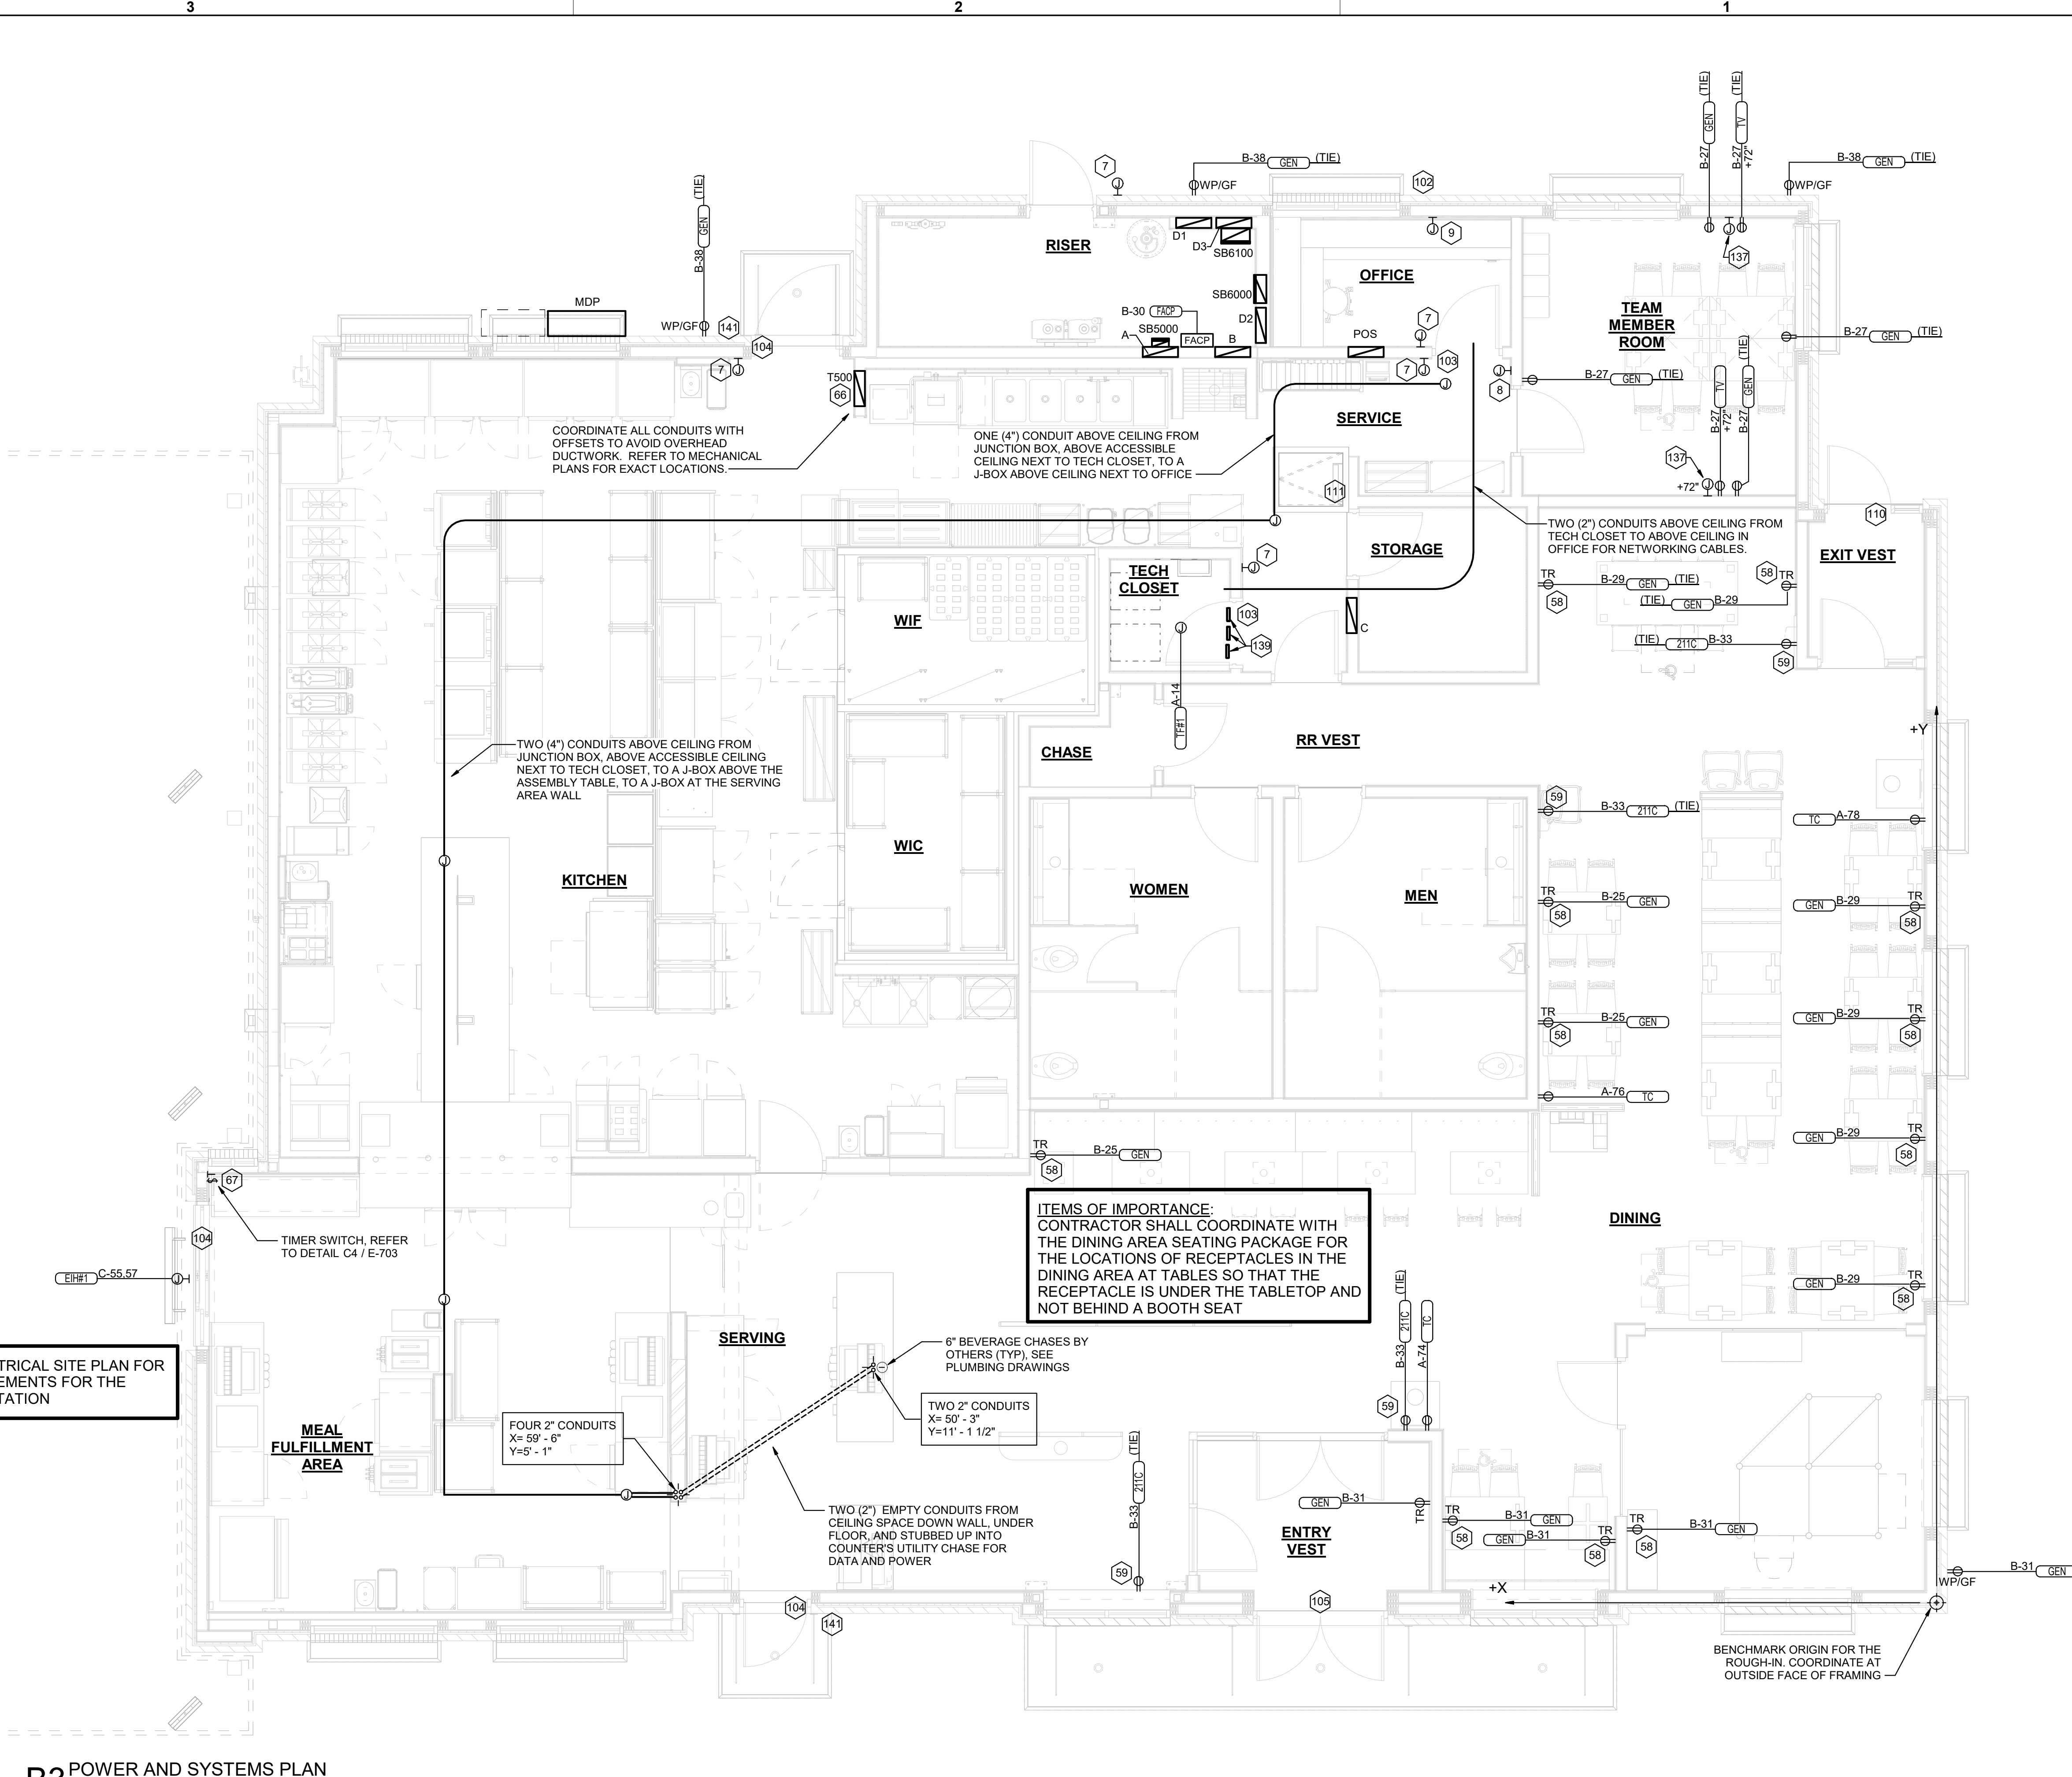 3
2
1
B-27 GEN (TIE)
B-27 TV (TIE)
+72"
7
B-38 GEN (TIE)
WP/GF
102
B-38 GEN (TIE)
WP/GF
B-38 GEN (TIE)
WP/GF
141
104
MDP
RISER
D1
D3
SB6100
SB6000
D2
B-30 FACP
SB5000
A
FACP
B
J
9
OFFICE
POS
7
J
J
137
TEAM
MEMBER
ROOM
B-27 GEN (TIE)
7
J
T500
66
7
J
103
J
J
8
B-27 GEN (TIE)
B-27 TV
+72"
B-27 GEN (TIE)
SERVICE
COORDINATE ALL CONDUITS WITH
OFFSETS TO AVOID OVERHEAD
DUCTWORK. REFER TO MECHANICAL
PLANS FOR EXACT LOCATIONS.
ONE (4") CONDUIT ABOVE CEILING FROM
JUNCTION BOX, ABOVE ACCESSIBLE
CEILING NEXT TO TECH CLOSET, TO A
J-BOX ABOVE CEILING NEXT TO OFFICE
137
+72"
J
111
J
110
TWO (2") CONDUITS ABOVE CEILING FROM
TECH CLOSET TO ABOVE CEILING IN
OFFICE FOR NETWORKING CABLES.
STORAGE
EXIT VEST
7
J
TECH
CLOSET
TR
58
B-29 GEN (TIE)
58
TR
(TIE) GEN B-29
WIF
103
139
J
C
(TIE) 211C B-33
59
A-14
TF#1
TWO (4") CONDUITS ABOVE CEILING FROM
JUNCTION BOX, ABOVE ACCESSIBLE CEILING
NEXT TO TECH CLOSET, TO A J-BOX ABOVE THE
ASSEMBLY TABLE, TO A J-BOX AT THE SERVING
AREA WALL
CHASE
RR VEST
+Y
59
B-33 211C (TIE)
TC A-78
J
WIC
KITCHEN
WOMEN
MEN
TR
58
B-25 GEN
GEN B-29
TR
58
TR
58
B-25 GEN
GEN B-29
TR
58
A-76 TC
GEN B-29
TR
58
TR
58
B-25 GEN
67
TIMER SWITCH, REFER
TO DETAIL C4 / E-703
104
EIH#1 C-55.57
J
ITEMS OF IMPORTANCE:
CONTRACTOR SHALL COORDINATE WITH
THE DINING AREA SEATING PACKAGE FOR
THE LOCATIONS OF RECEPTACLES IN THE
DINING AREA AT TABLES SO THAT THE
RECEPTACLE IS UNDER THE TABLETOP AND
NOT BEHIND A BOOTH SEAT
DINING
GEN B-29
TR
58
J
SERVING
6" BEVERAGE CHASES BY
OTHERS (TYP), SEE
PLUMBING DRAWINGS
B-33 211C (TIE)
A-74 TC
59
TRICAL SITE PLAN FOR
EMENTS FOR THE
TATION
TWO 2" CONDUITS
X= 50' - 3"
Y=11' - 1 1/2"
FOUR 2" CONDUITS
X= 59' - 6"
Y=5' - 1"
MEAL
FULFILLMENT
AREA
J
B-33 211C (TIE)
59
GEN B-31
TR
TWO (2") EMPTY CONDUITS FROM
CEILING SPACE DOWN WALL, UNDER
FLOOR, AND STUBBED UP INTO
COUNTER'S UTILITY CHASE FOR
DATA AND POWER
ENTRY
VEST
TR
58
B-31 GEN
GEN B-31
TR
58
TR
58
B-31 GEN
B-31 GEN
WP/GF
+X
104
141
105
BENCHMARK ORIGIN FOR THE
ROUGH-IN. COORDINATE AT
OUTSIDE FACE OF FRAMING
B3 POWER AND SYSTEMS PLAN